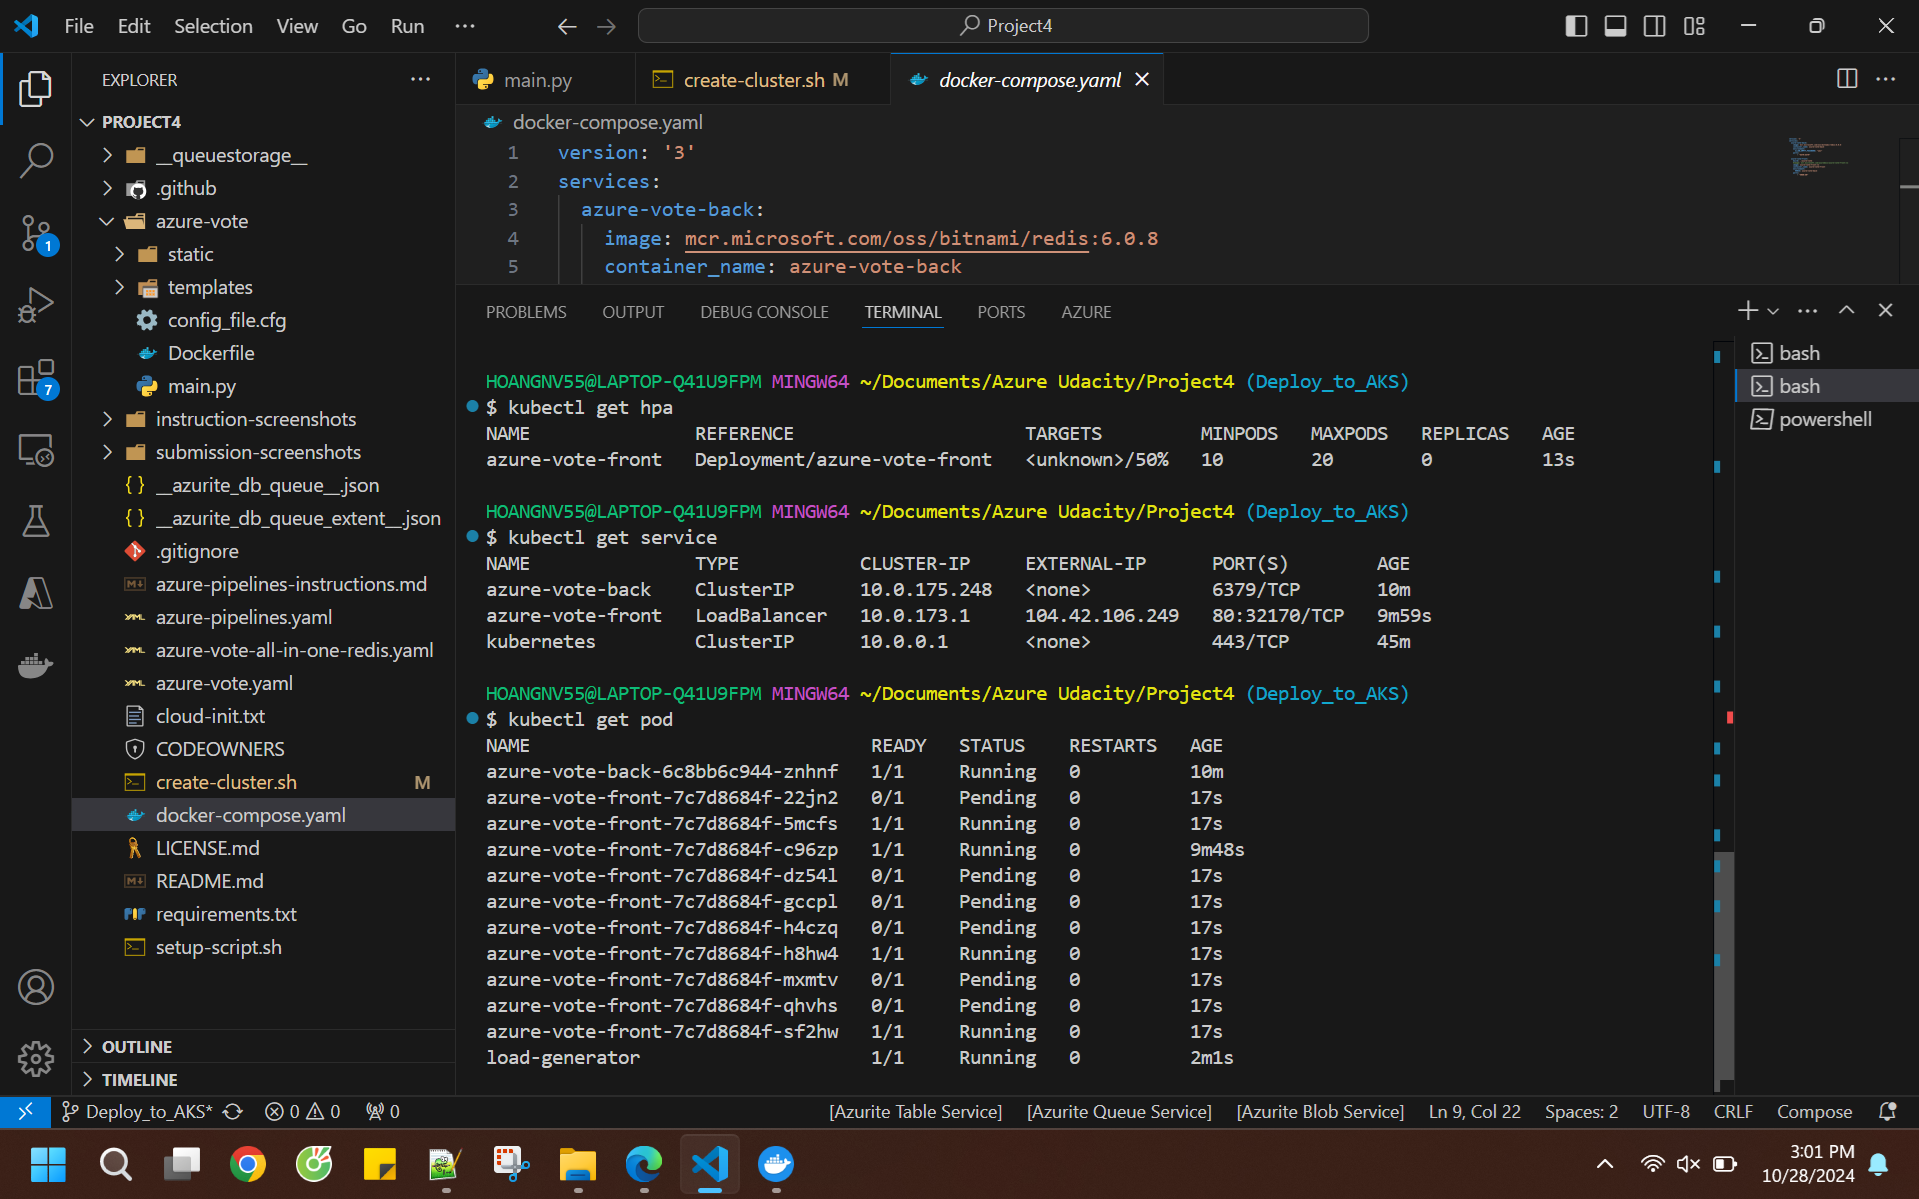 File Edit Selection View Go Run ···
Project4
EXPLORER
PROJECT4
__queuestorage__
.github
azure-vote
static
templates
config_file.cfg
Dockerfile
main.py
instruction-screenshots
submission-screenshots
{} __azurite_db_queue__.json
{} __azurite_db_queue_extent__.json
.gitignore
azure-pipelines-instructions.md
azure-pipelines.yaml
azure-vote-all-in-one-redis.yaml
azure-vote.yaml
cloud-init.txt
CODEOWNERS
create-cluster.sh M
docker-compose.yaml
LICENSE.md
README.md
requirements.txt
setup-script.sh
OUTLINE
TIMELINE
1
7
main.py
create-cluster.sh M
docker-compose.yaml
docker-compose.yaml
1 version: '3'
2 services:
3 azure-vote-back:
4 image: mcr.microsoft.com/oss/bitnami/redis:6.0.8
5 container_name: azure-vote-back
PROBLEMS OUTPUT DEBUG CONSOLE TERMINAL PORTS AZURE
HOANGNV55@LAPTOP-Q41U9FPM MINGW64 ~/Documents/Azure Udacity/Project4 (Deploy_to_AKS)
$ kubectl get hpa
NAME REFERENCE TARGETS MINPODS MAXPODS REPLICAS AGE
azure-vote-front Deployment/azure-vote-front <unknown>/50% 10 20 0 13s
HOANGNV55@LAPTOP-Q41U9FPM MINGW64 ~/Documents/Azure Udacity/Project4 (Deploy_to_AKS)
$ kubectl get service
NAME TYPE CLUSTER-IP EXTERNAL-IP PORT(S) AGE
azure-vote-back ClusterIP 10.0.175.248 <none> 6379/TCP 10m
azure-vote-front LoadBalancer 10.0.173.1 104.42.106.249 80:32170/TCP 9m59s
kubernetes ClusterIP 10.0.0.1 <none> 443/TCP 45m
HOANGNV55@LAPTOP-Q41U9FPM MINGW64 ~/Documents/Azure Udacity/Project4 (Deploy_to_AKS)
$ kubectl get pod
NAME READY STATUS RESTARTS AGE
azure-vote-back-6c8bb6c944-znhnf 1/1 Running 0 10m
azure-vote-front-7c7d8684f-22jn2 0/1 Pending 0 17s
azure-vote-front-7c7d8684f-5mcfs 1/1 Running 0 17s
azure-vote-front-7c7d8684f-c96zp 1/1 Running 0 9m48s
azure-vote-front-7c7d8684f-dz54l 0/1 Pending 0 17s
azure-vote-front-7c7d8684f-gccpl 0/1 Pending 0 17s
azure-vote-front-7c7d8684f-h4czq 0/1 Pending 0 17s
azure-vote-front-7c7d8684f-h8hw4 1/1 Running 0 17s
azure-vote-front-7c7d8684f-mxmtv 0/1 Pending 0 17s
azure-vote-front-7c7d8684f-qhvhs 0/1 Pending 0 17s
azure-vote-front-7c7d8684f-sf2hw 1/1 Running 0 17s
load-generator 1/1 Running 0 2m1s
bash
bash
powershell
Deploy_to_AKS* 0 0 0 [Azurite Table Service] [Azurite Queue Service] [Azurite Blob Service] Ln 9, Col 22 Spaces: 2 UTF-8 CRLF Compose
3:01 PM
10/28/2024